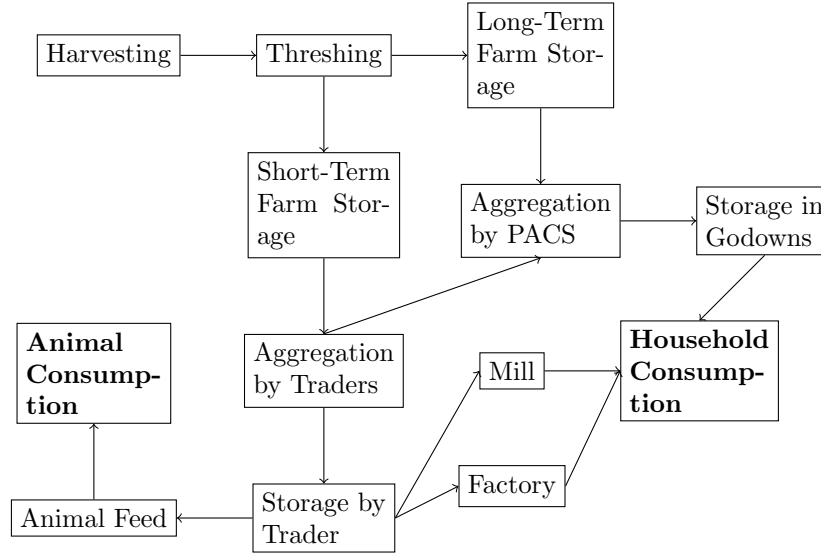 Harvesting
Threshing
Long-Term
Farm Stor-
age
Short-Term
Farm Stor-
age
Aggregation
by PACS
Storage in
Godowns
Animal
Consump-
tion
Aggregation
by Traders
Mill
Household
Consump-
tion
Factory
Animal Feed
Storage by
Trader